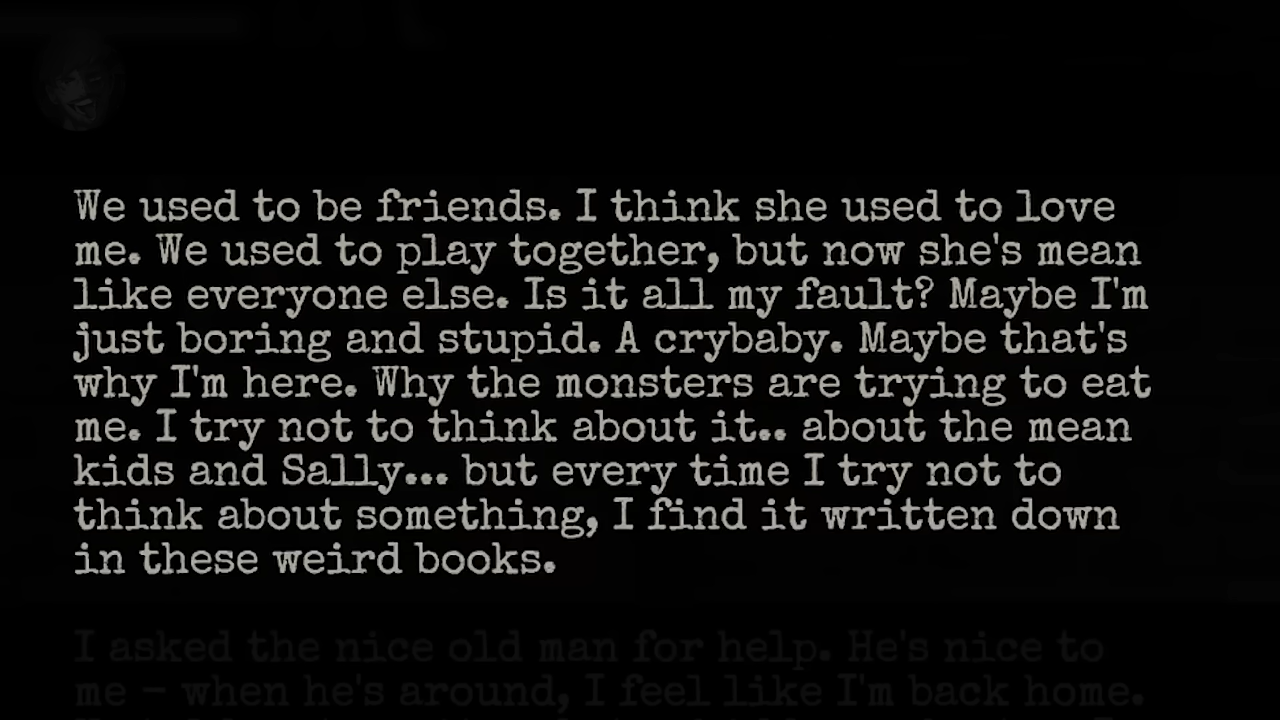 We used to be friends. I think she used to love
me. We used to play together, but now she's mean
like everyone else. Is it all my fault? Maybe I'm
just boring and stupid. A crybaby. Maybe that's
why I'm here. Why the monsters are trying to eat
me. I try not to think about it.. about the mean
kids and Sally... but every time I try not to
think about something, I find it written down
in these weird books.
I asked the nice old man for help. He's nice to
me – when he's around, I feel like I'm back home.